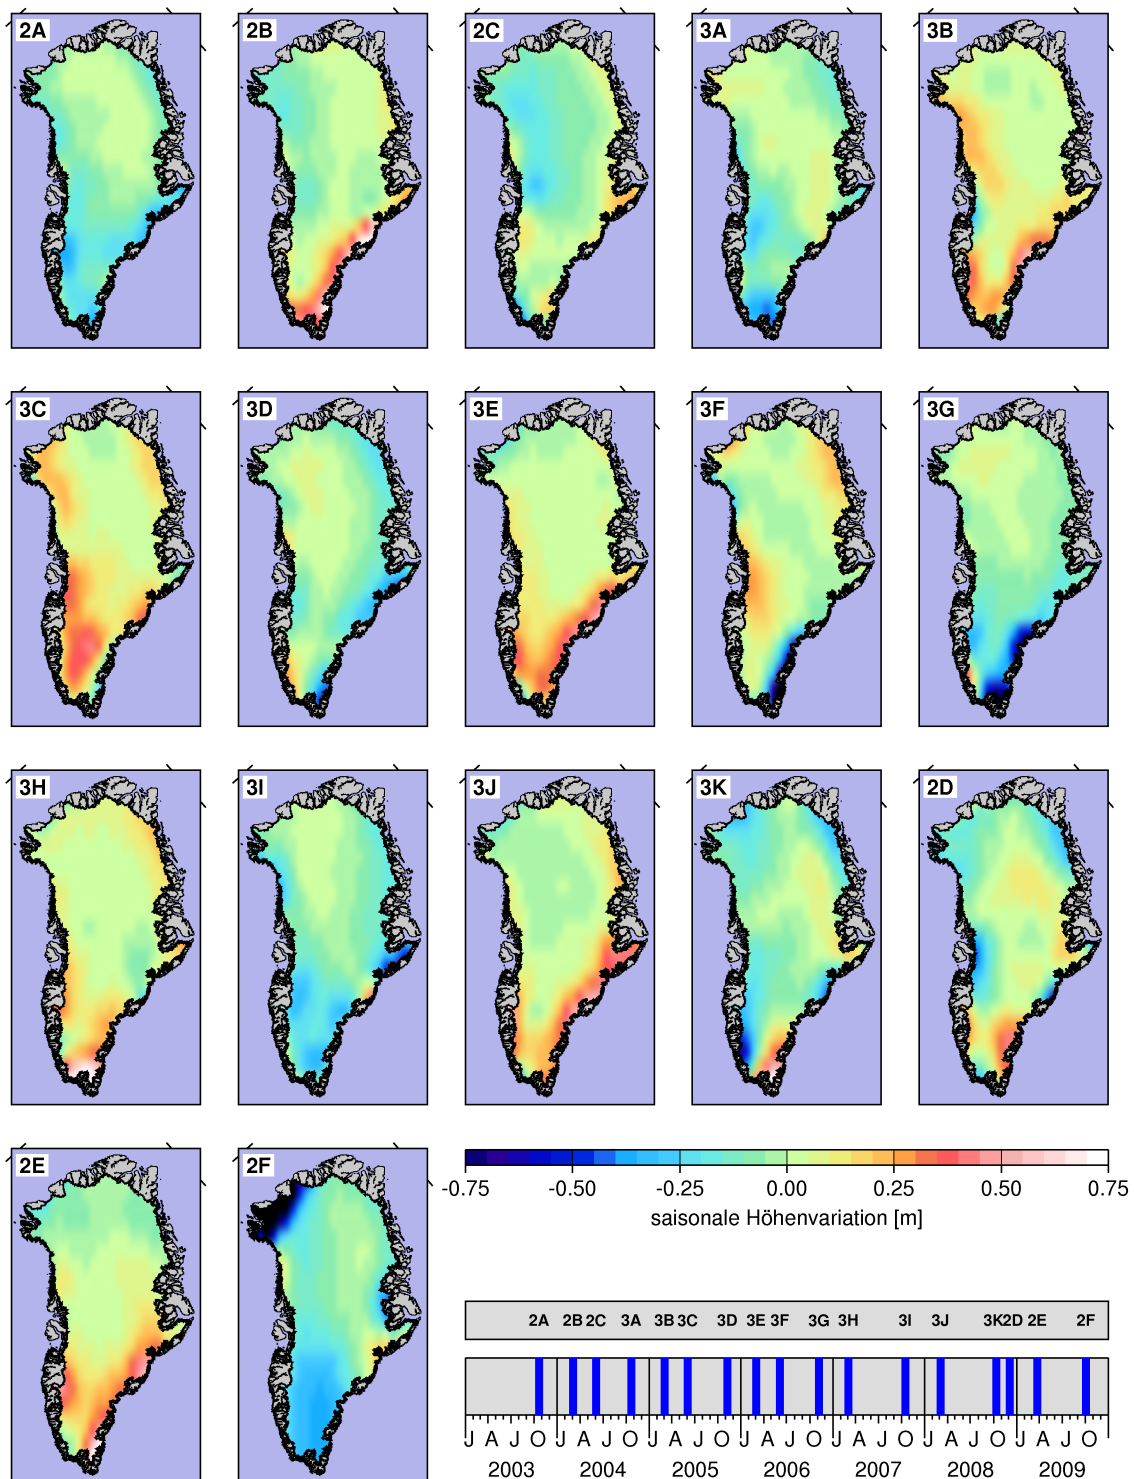 2A 2B 2C 3A 3B
3C 3D 3E 3F 3G
3H 3I 3J 3K 2D
2E 2F
-0.75 -0.50 -0.25 0.00 0.25 0.50 0.75
saisonale Höhenvariation [m]
2A 2B 2C 3A 3B 3C 3D 3E 3F 3G 3H 3I 3J 3K 2D 2E 2F
J A J O J A J O J A J O J A J O J A J O J A J O J A J O
2003 2004 2005 2006 2007 2008 2009